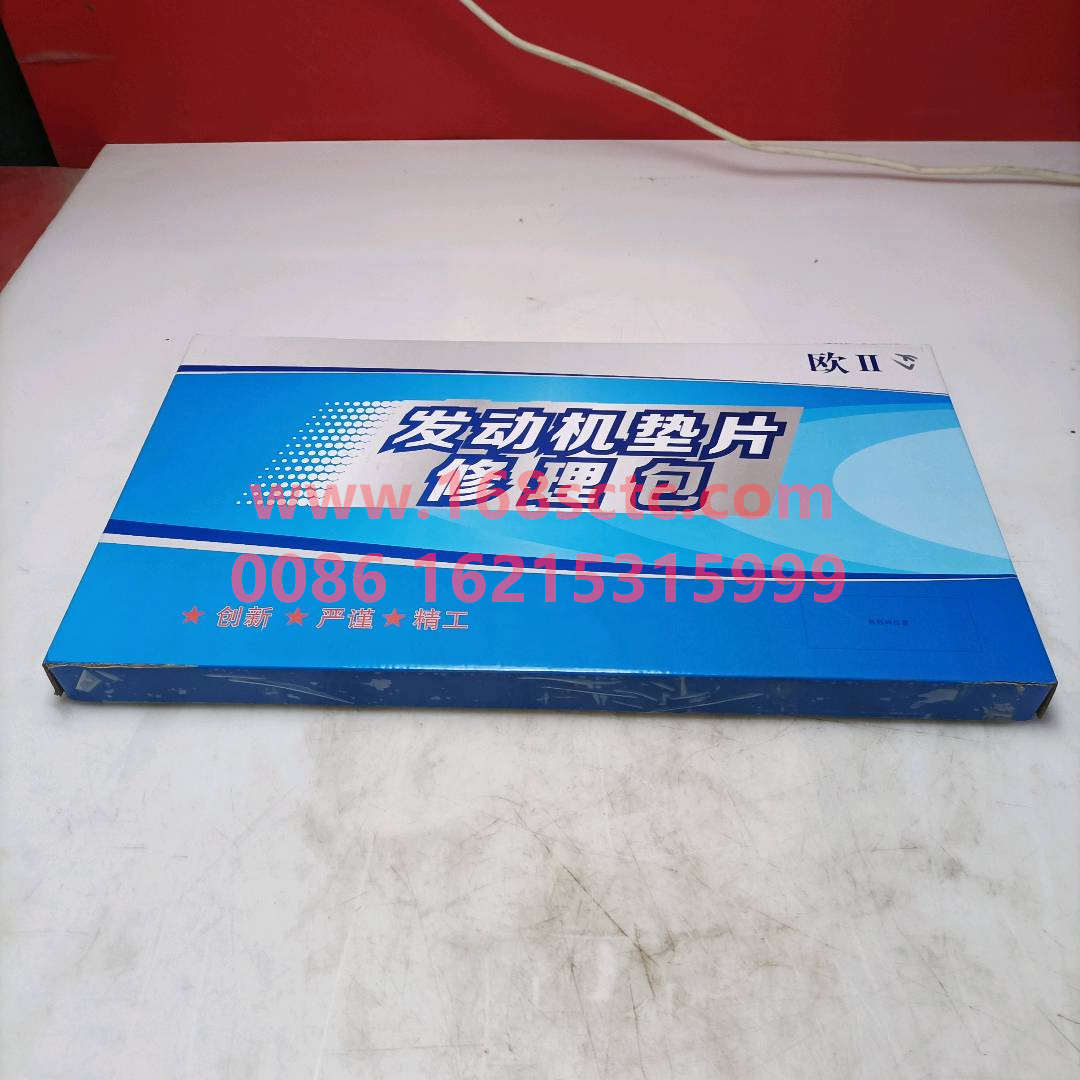 欧 II
发动机垫片
修理包
www.168sctc.com
0086 16215315999
★ 创新 ★ 严谨 ★ 精工